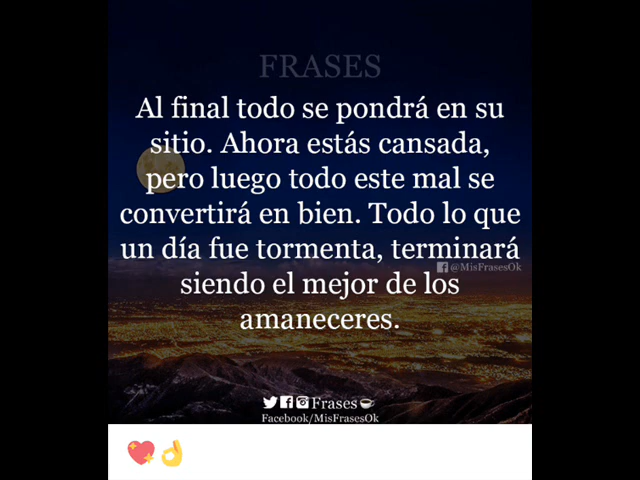 FRASES
Al final todo se pondrá en su
sitio. Ahora estás cansada,
pero luego todo este mal se
convertirá en bien. Todo lo que
un día fue tormenta, terminará
@MisFrasesOk
siendo el mejor de los
amaneceres.
Frases
Facebook/MisFrasesOk